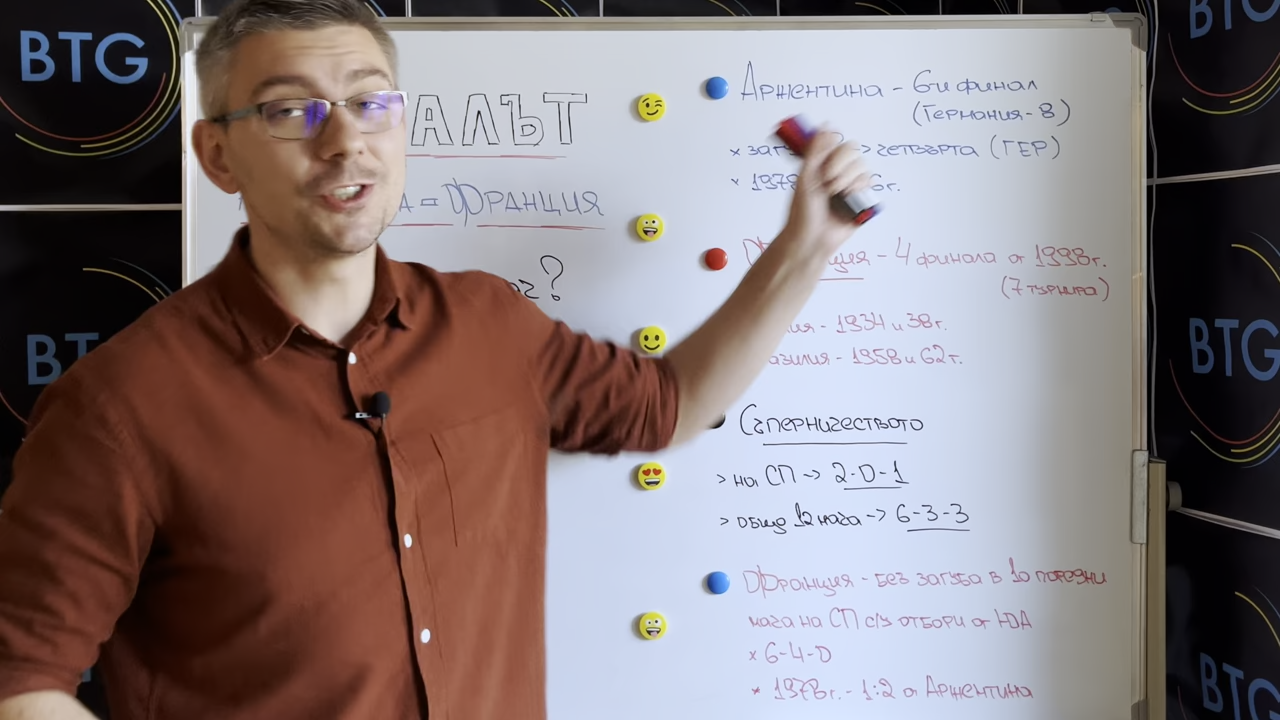 BTG
BTG
BTG
BTG
BTG
АЛЪТ
А = ФРАНЦИЯ
?
АРЖЕНТИНА - 6и ФИНАЛ
(ГЕРМАНИЯ - 8)
-> ЧЕТВЪРТА (ГЕР)
x 1978 6г.
- 4 ФИНАЛА ОТ 1998г.
(7 ТУРНИРА)
- 1934 и 38г.
- 1958 и 62г.
СЪПЕРНИЧЕСТВОТО
> НА СП -> 2-0-1
> ОБЩО 12 МАЧА -> 6-3-3
ФРАНЦИЯ - БЕЗ ЗАГУБА В 10 ПОРЕДНИ
МАЧА НА СП С/У ОТБОРИ ОТ ЮА
x 6-4-0
* 1978г. - 1:2 от АРЖЕНТИНА